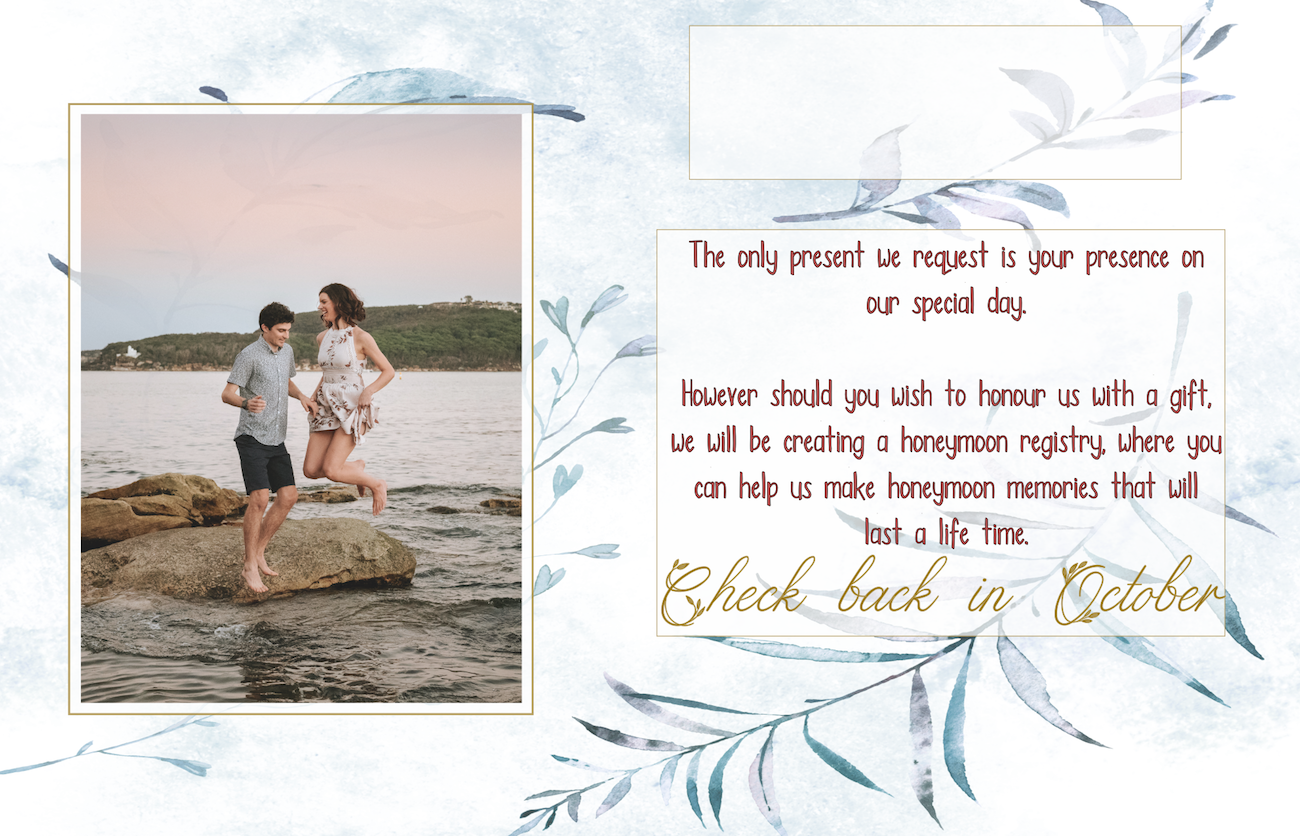 The only present we request is your presence on
our special day.
However should you wish to honour us with a gift,
we will be creating a honeymoon registry, where you
can help us make honeymoon memories that will
last a life time.
Check back in October